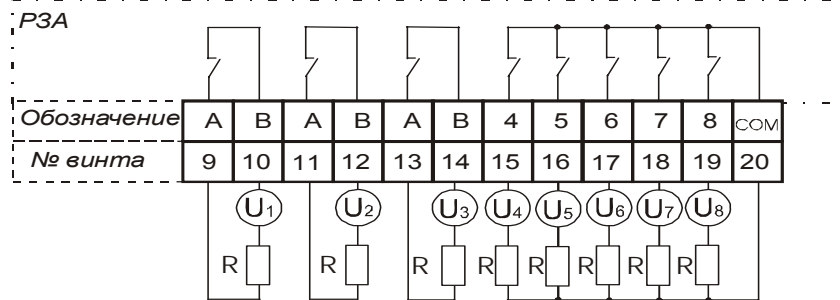 РЗА
Обозначение A B A B A B 4 5 6 7 8 COM
№ винта 9 10 11 12 13 14 15 16 17 18 19 20
U1 U2 U3 U4 U5 U6 U7 U8
R R R R R R R R